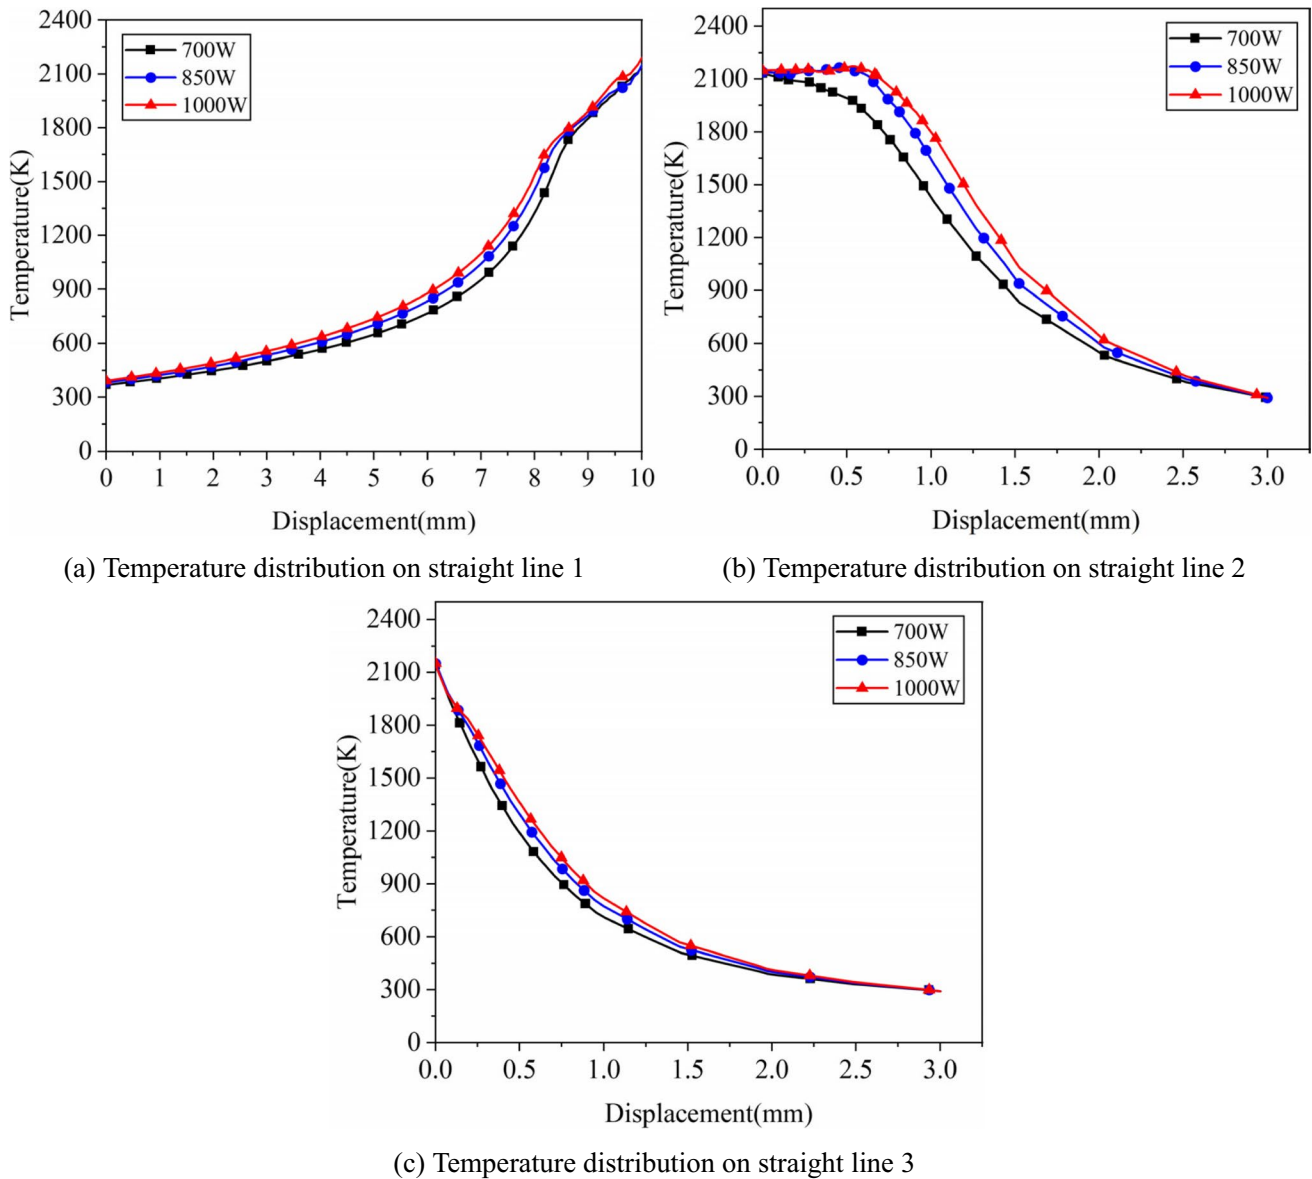 2400
2100
1800
1500
1200
900
600
300
0
Temperature(K)
700W
850W
1000W
0 1 2 3 4 5 6 7 8 9 10
Displacement(mm)
(a) Temperature distribution on straight line 1
2400
2100
1800
1500
1200
900
600
300
0
Temperature(K)
700W
850W
1000W
0.0 0.5 1.0 1.5 2.0 2.5 3.0
Displacement(mm)
(b) Temperature distribution on straight line 2
2400
2100
1800
1500
1200
900
600
300
0
Temperature(K)
700W
850W
1000W
0.0 0.5 1.0 1.5 2.0 2.5 3.0
Displacement(mm)
(c) Temperature distribution on straight line 3